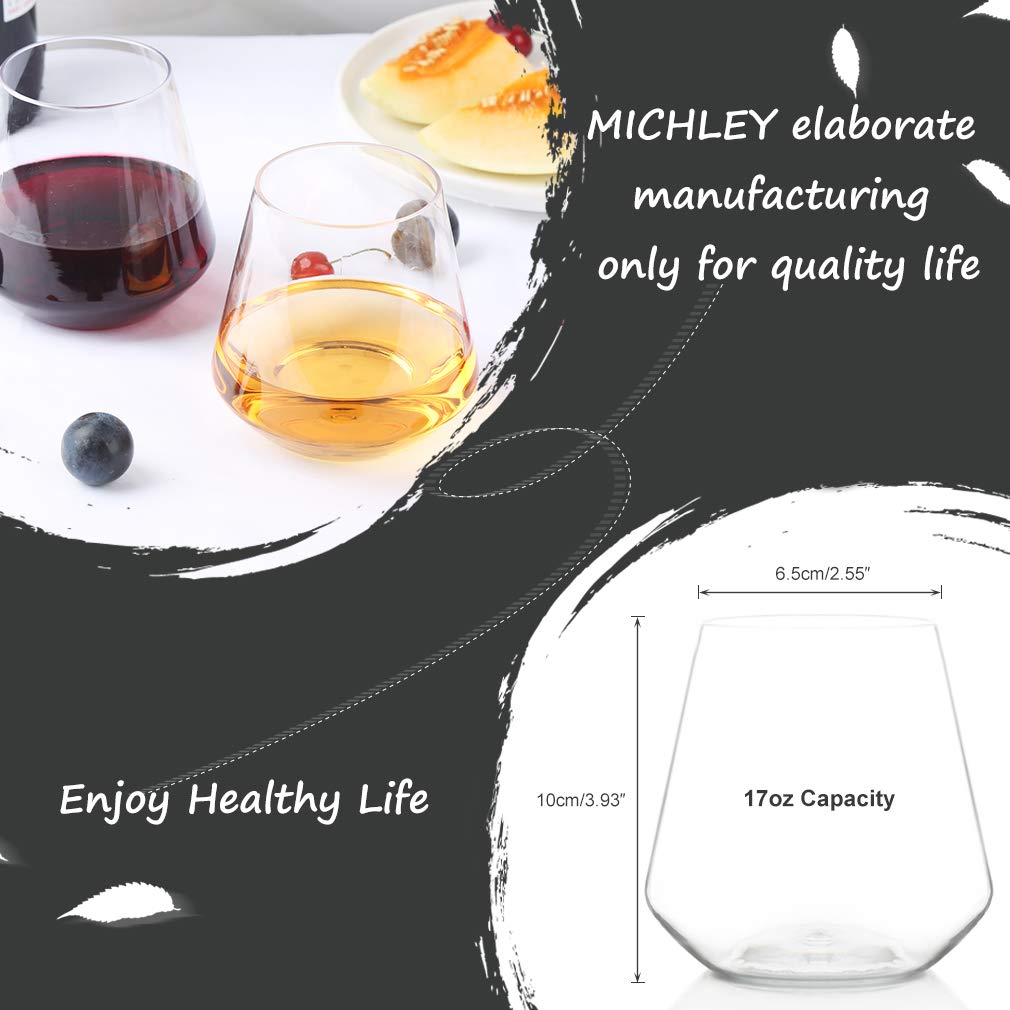 MICHLEY elaborate
manufacturing
only for quality life
6.5cm/2.55″
10cm/3.93″
17oz Capacity
Enjoy Healthy Life